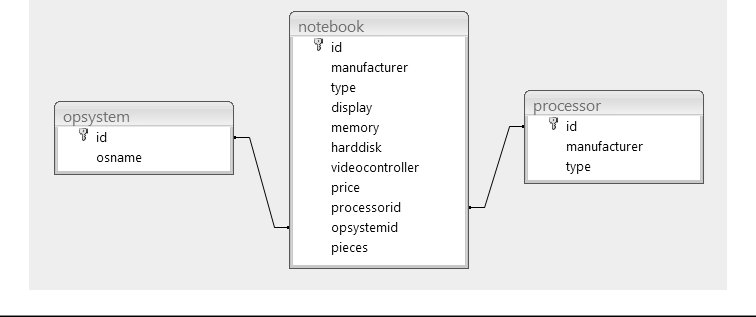 opsystem
id
osname
notebook
id
manufacturer
type
display
memory
harddisk
videocontroller
price
processorid
opsystemid
pieces
processor
id
manufacturer
type